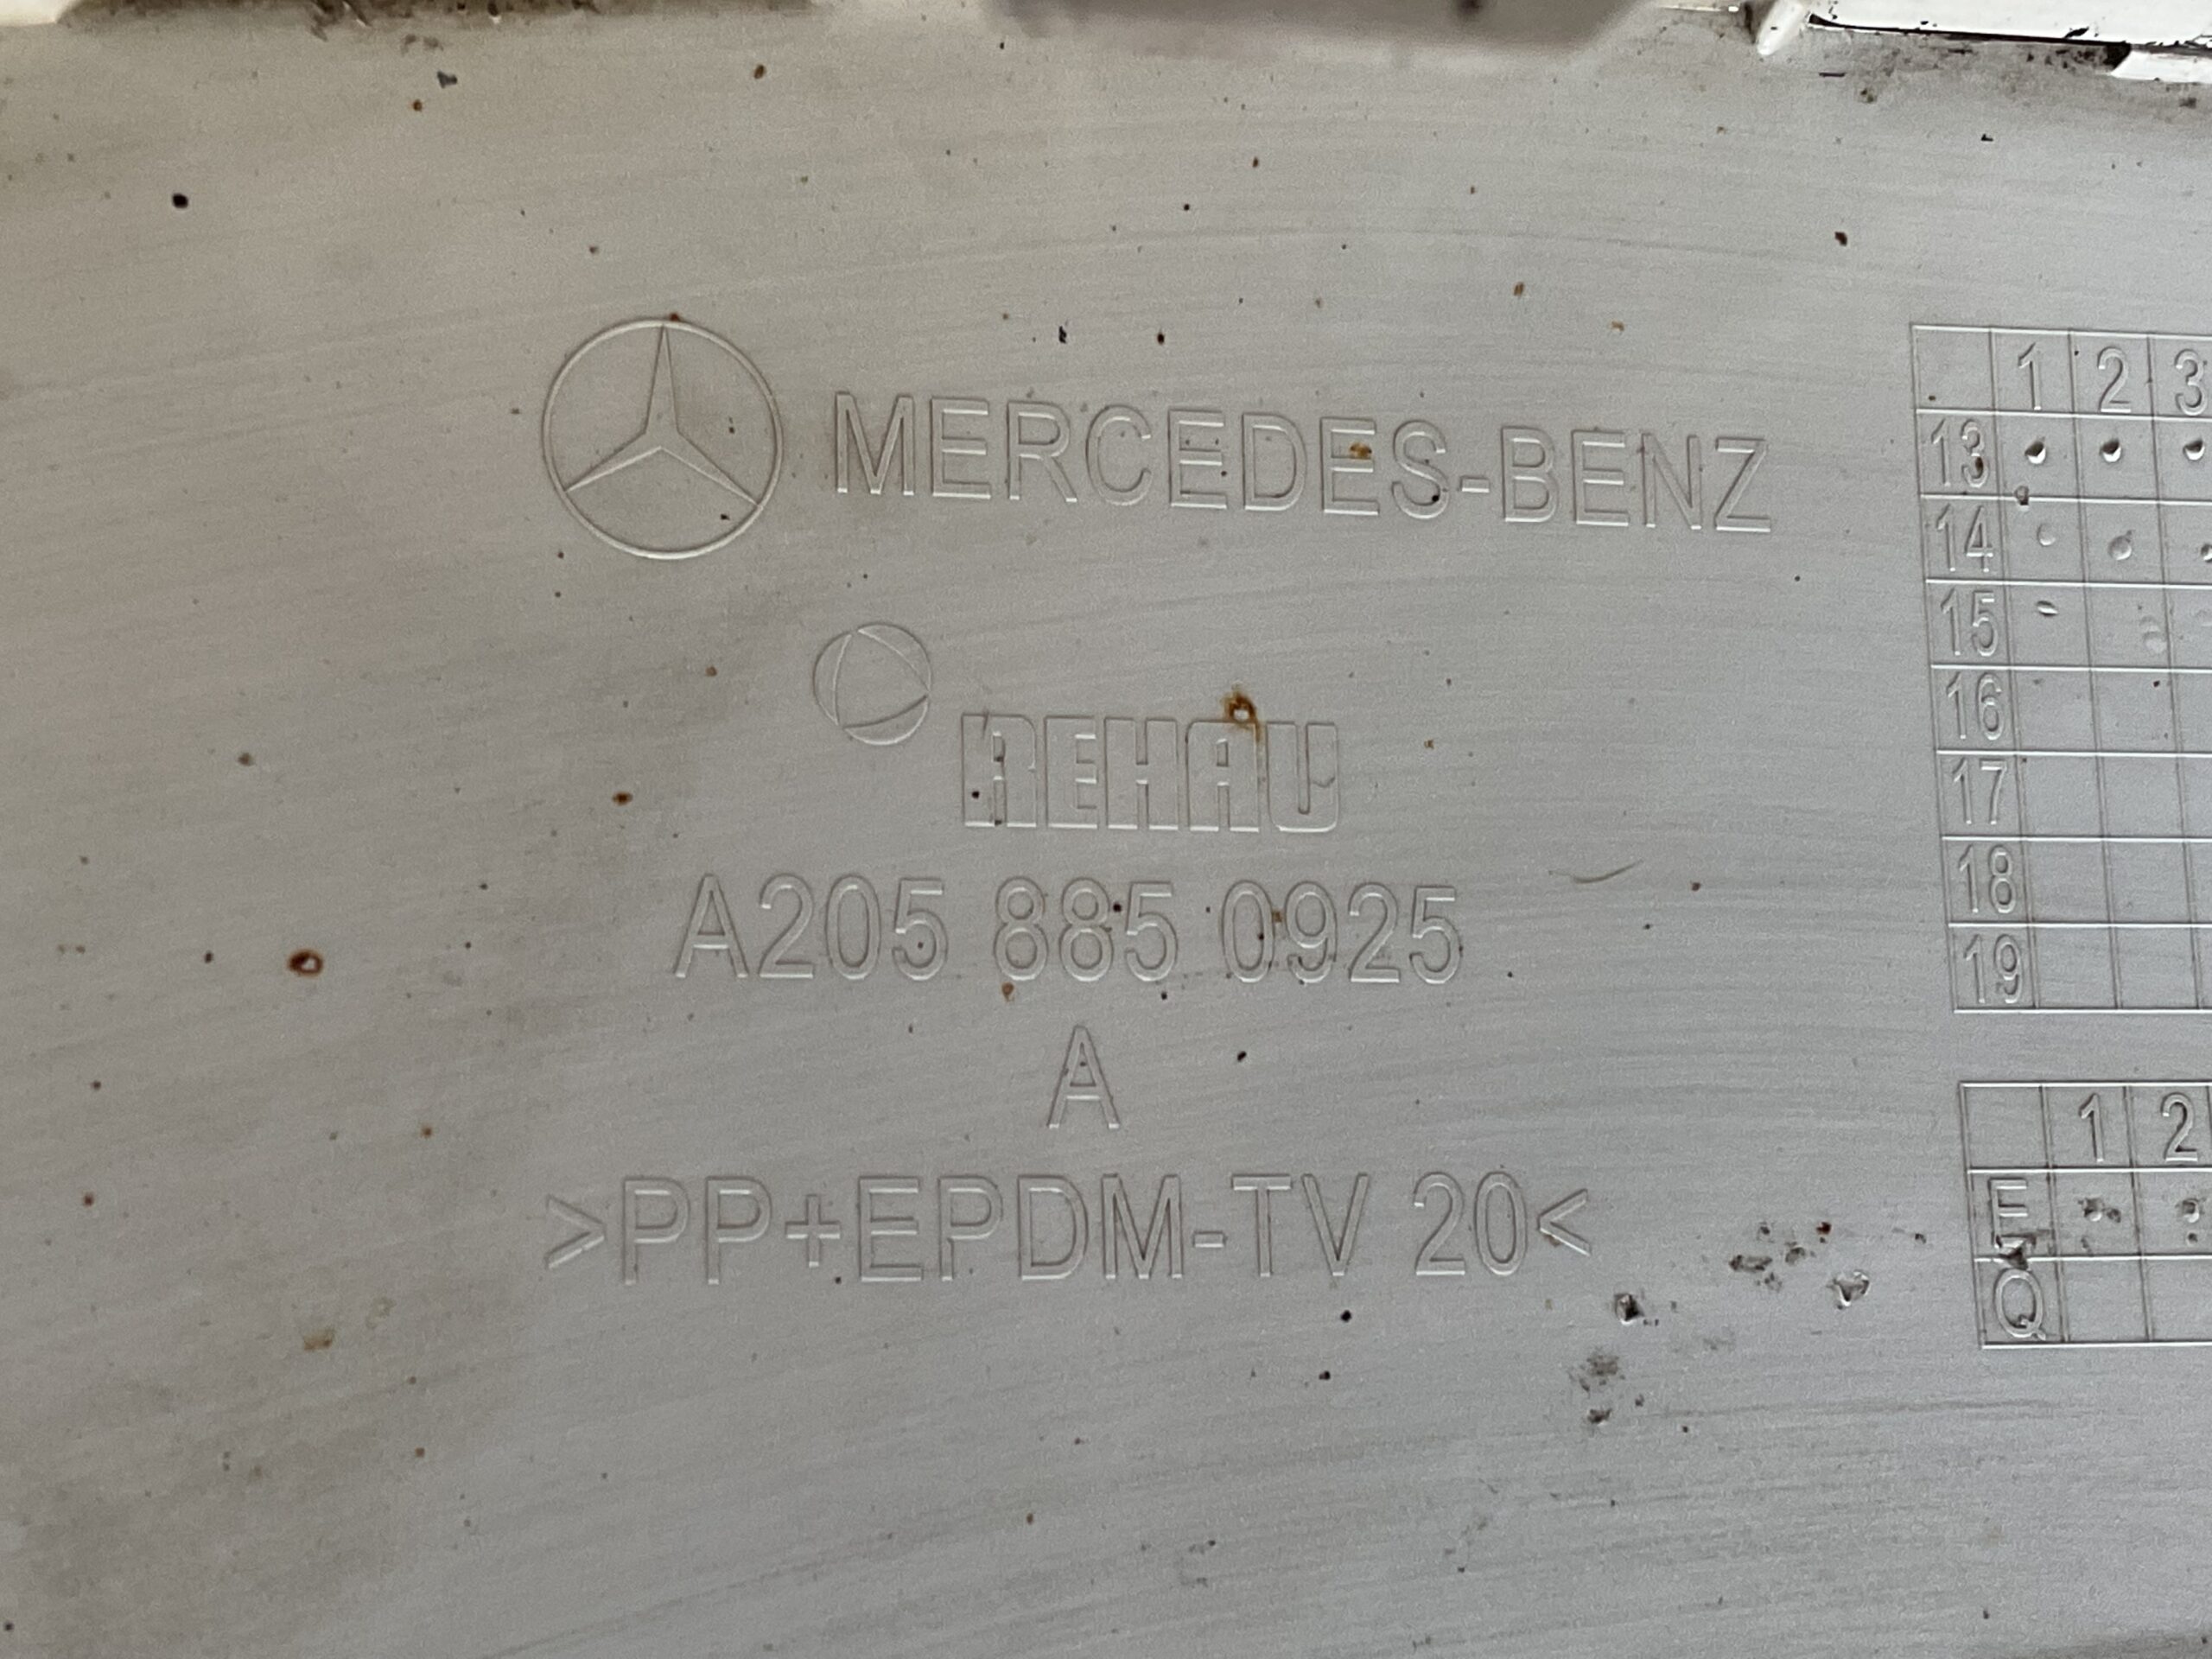 MERCEDES-BENZ
REHAU
A205 885 0925
A
>PP+EPDM-TV 20<
1 2 3
13
14
15
16
17
18
19
1 2
F
Q